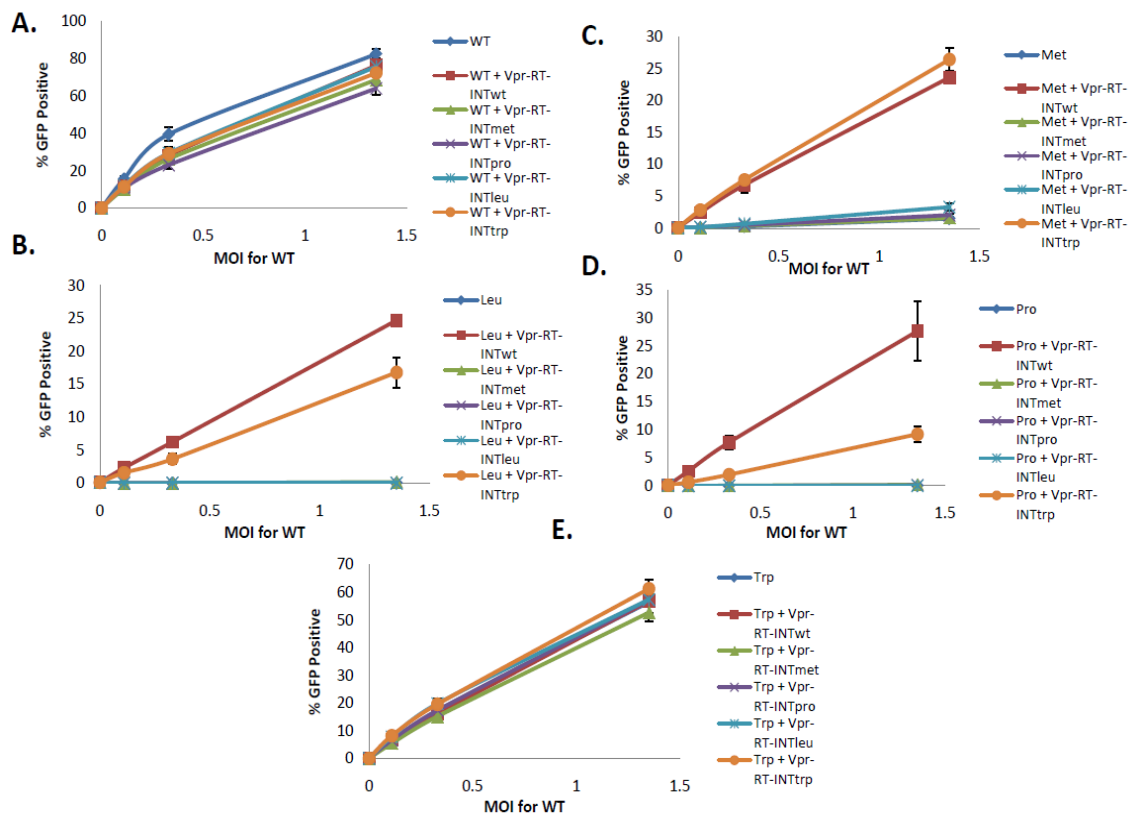 A.
100
80
60
40
20
0
% GFP Positive
0
0.5
1
1.5
MOI for WT
WT
WT + Vpr-RT-
INTwt
WT + Vpr-RT-
INTmet
WT + Vpr-RT-
INTpro
WT + Vpr-RT-
INTleu
WT + Vpr-RT-
INTtrp
C.
30
25
20
15
10
5
0
% GFP Positive
0
0.5
1
1.5
MOI for WT
Met
Met + Vpr-RT-
INTwt
Met + Vpr-RT-
INTmet
Met + Vpr-RT-
INTpro
Met + Vpr-RT-
INTleu
Met + Vpr-RT-
INTtrp
B.
30
25
20
15
10
5
0
% GFP Positive
0
0.5
1
1.5
MOI for WT
Leu
Leu + Vpr-RT-
INTwt
Leu + Vpr-RT-
INTmet
Leu + Vpr-RT-
INTpro
Leu + Vpr-RT-
INTleu
Leu + Vpr-RT-
INTtrp
D.
35
30
25
20
15
10
5
0
% GFP Positive
0
0.5
1
1.5
MOI for WT
Pro
Pro + Vpr-RT-
INTwt
Pro + Vpr-RT-
INTmet
Pro + Vpr-RT-
INTpro
Pro + Vpr-RT-
INTleu
Pro + Vpr-RT-
INTtrp
E.
70
60
50
40
30
20
10
0
% GFP Positive
0
0.5
1
1.5
MOI for WT
Trp
Trp + Vpr-
RT-INTwt
Trp + Vpr-
RT-INTmet
Trp + Vpr-
RT-INTpro
Trp + Vpr-
RT-INTleu
Trp + Vpr-
RT-INTtrp